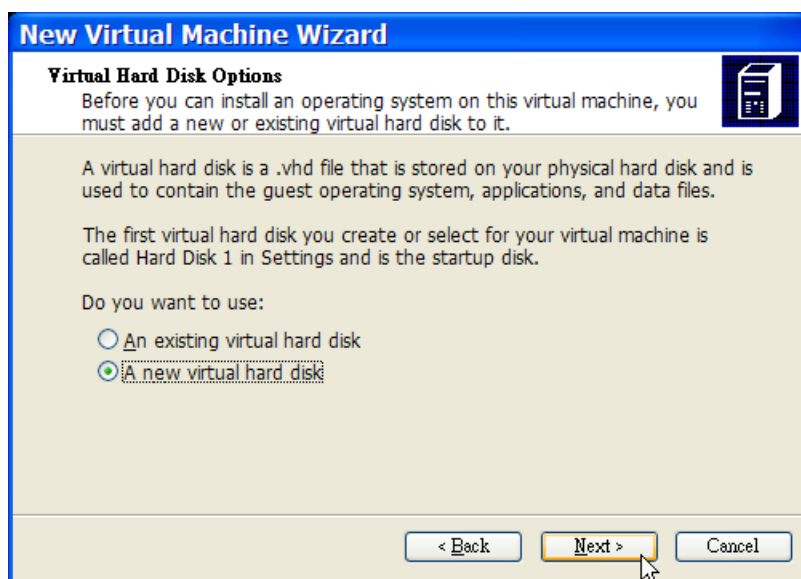 New Virtual Machine Wizard
Virtual Hard Disk Options
Before you can install an operating system on this virtual machine, you
must add a new or existing virtual hard disk to it.
A virtual hard disk is a .vhd file that is stored on your physical hard disk and is
used to contain the guest operating system, applications, and data files.
The first virtual hard disk you create or select for your virtual machine is
called Hard Disk 1 in Settings and is the startup disk.
Do you want to use:
An existing virtual hard disk
A new virtual hard disk
< Back
Next >
Cancel